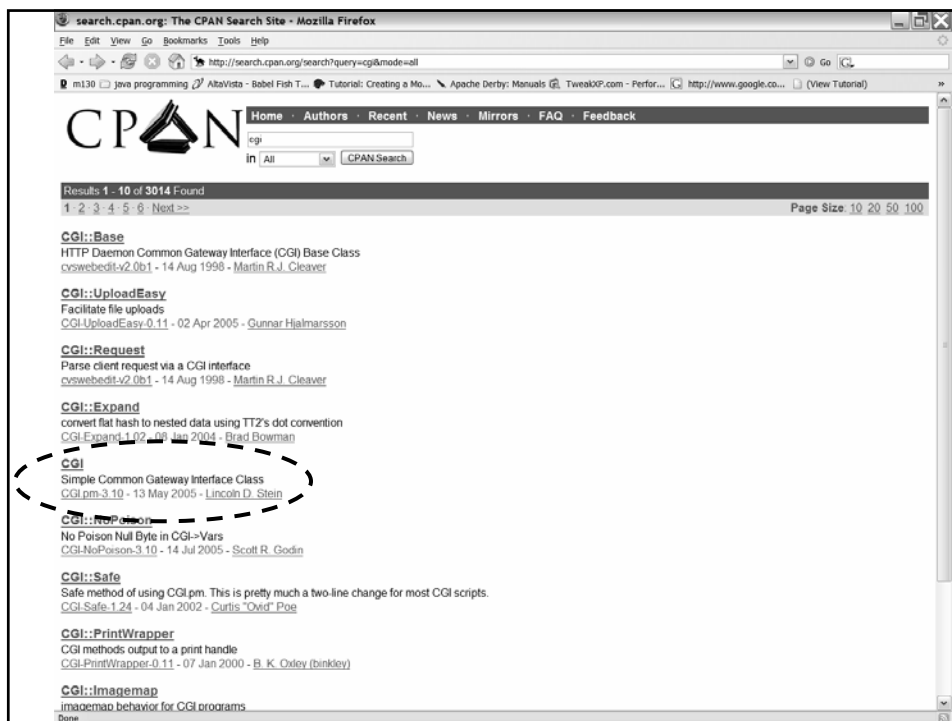 search.cpan.org: The CPAN Search Site - Mozilla Firefox
File Edit View Go Bookmarks Tools Help
http://search.cpan.org/search?query=cgi&mode=all
Go
m130 java programming AltaVista - Babel Fish T... Tutorial: Creating a Mo... Apache Derby: Manuals TweakXP.com - Perfor... http://www.google.co... (View Tutorial) »
CPAN
Home · Authors · Recent · News · Mirrors · FAQ · Feedback
cgi
in All CPAN Search
Results 1 - 10 of 3014 Found
1 · 2 · 3 · 4 · 5 · 6 · Next >> Page Size: 10 20 50 100
CGI::Base
HTTP Daemon Common Gateway Interface (CGI) Base Class
cvswebedit-v2.0b1 - 14 Aug 1998 - Martin R.J. Cleaver
CGI::UploadEasy
Facilitate file uploads
CGI-UploadEasy-0.11 - 02 Apr 2005 - Gunnar Hjalmarsson
CGI::Request
Parse client request via a CGI interface
cvswebedit-v2.0b1 - 14 Aug 1998 - Martin R.J. Cleaver
CGI::Expand
convert flat hash to nested data using TT2's dot convention
CGI-Expand-1.02 - 08 Jan 2004 - Brad Bowman
CGI
Simple Common Gateway Interface Class
CGI.pm-3.10 - 13 May 2005 - Lincoln D. Stein
CGI::NoPoison
No Poison Null Byte in CGI->Vars
CGI-NoPoison-3.10 - 14 Jul 2005 - Scott R. Godin
CGI::Safe
Safe method of using CGI.pm. This is pretty much a two-line change for most CGI scripts.
CGI-Safe-1.24 - 04 Jan 2002 - Curtis "Ovid" Poe
CGI::PrintWrapper
CGI methods output to a print handle
CGI-PrintWrapper-0.11 - 07 Jan 2000 - B. K. Oxley (binkley)
CGI::Imagemap
imagemap behavior for CGI programs
Done